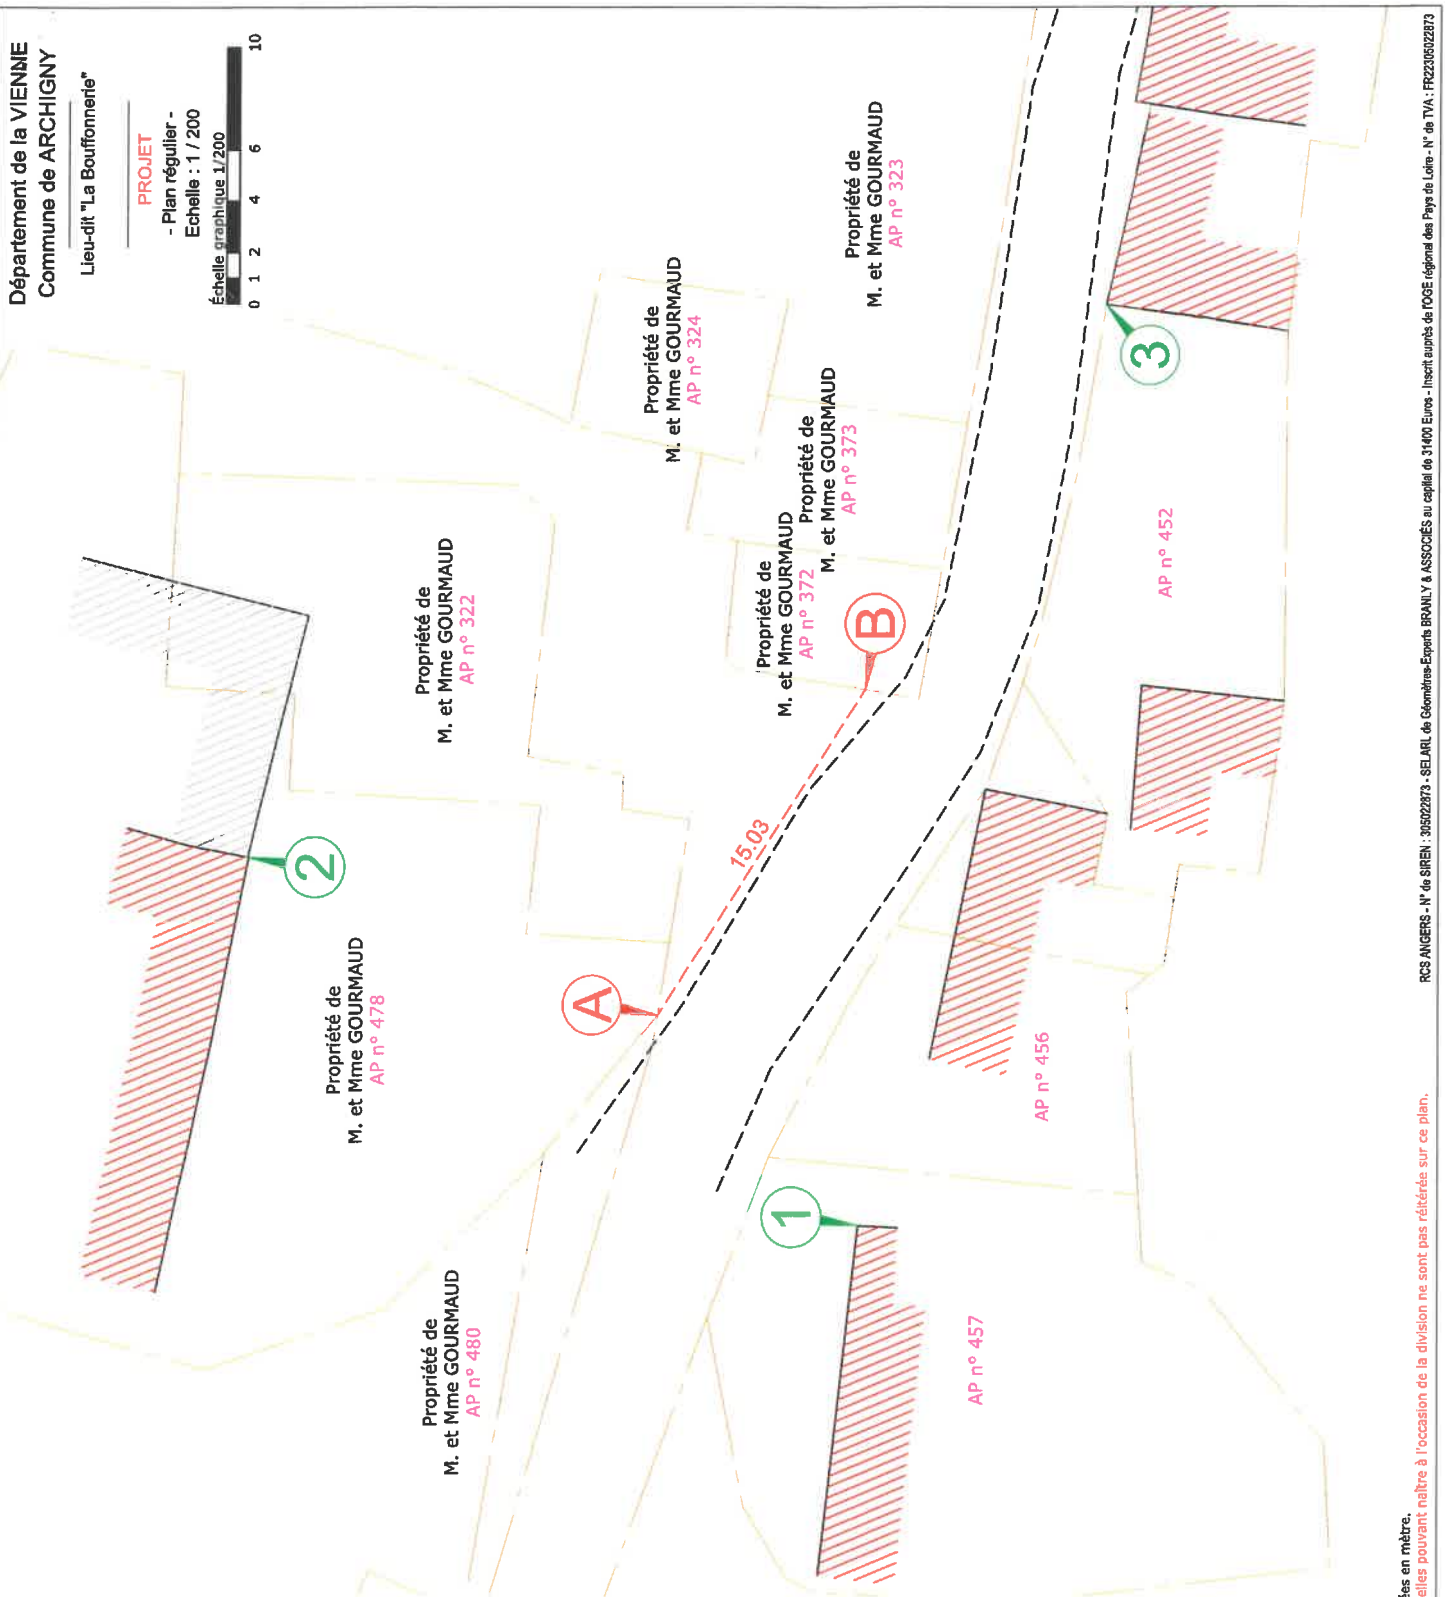 Département de la VIENNE
Commune de ARCHIGNY
Lieu-dit "La Bouffonnerie"
PROJET
- Plan régulier -
Echelle : 1 / 200
Échelle graphique 1/200
0 1 2 4 6 10
Propriété de
M. et Mme GOURMAUD
AP n° 480
Propriété de
M. et Mme GOURMAUD
AP n° 478
2
Propriété de
M. et Mme GOURMAUD
AP n° 322
A
15.03
B
Propriété de
M. et Mme GOURMAUD
AP n° 324
Propriété de
M. et Mme GOURMAUD
AP n° 372
Propriété de
M. et Mme GOURMAUD
AP n° 373
Propriété de
M. et Mme GOURMAUD
AP n° 323
1
3
AP n° 457
AP n° 456
AP n° 452
ées en mètre.
elles pouvant naître à l'occasion de la division ne sont pas réitérée sur ce plan.
RCS ANGERS - N° de SIREN : 305022873 - SELARL de Géomètres-Experts BRANLY & ASSOCIÉS au capital de 31400 Euros - Inscrit auprès de l'OGE régional des Pays de Loire - N° de TVA : FR22305022873